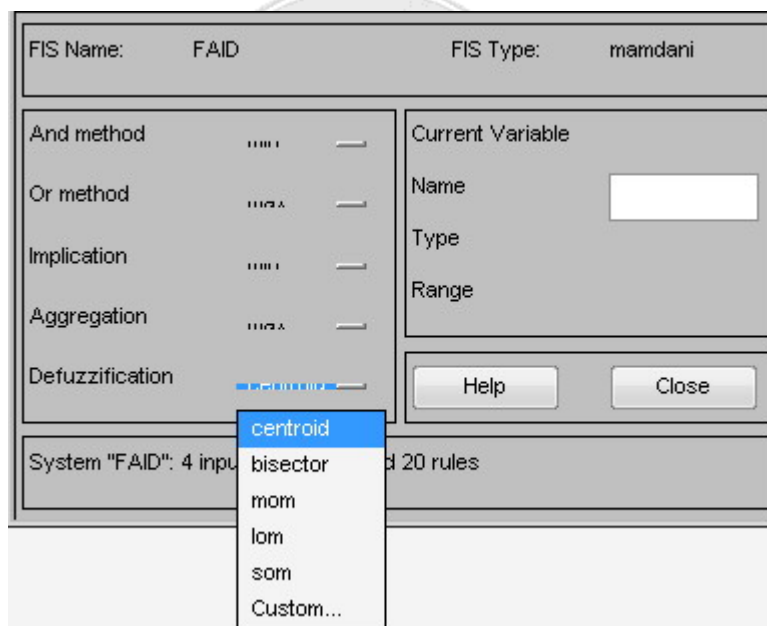 FIS Name: FAID FIS Type: mamdani
And method
Or method
Implication
Aggregation
Defuzzification
centroid
bisector
mom
lom
som
Custom...
Current Variable
Name
Type
Range
Help Close
System "FAID": 4 20 rules